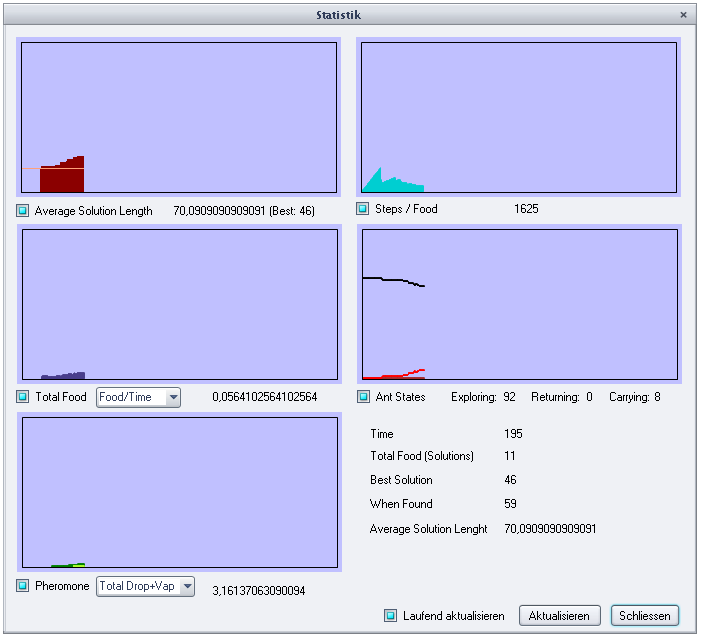 Statistik
Average Solution Length 70,0909090909091 (Best: 46)
Steps / Food 1625
Total Food Food/Time 0,0564102564102564
Ant States Exploring: 92 Returning: 0 Carrying: 8
Time 195
Total Food (Solutions) 11
Best Solution 46
When Found 59
Average Solution Lenght 70,0909090909091
Pheromone Total Drop+Vap 3,16137063090094
Laufend aktualisieren Aktualisieren Schliessen